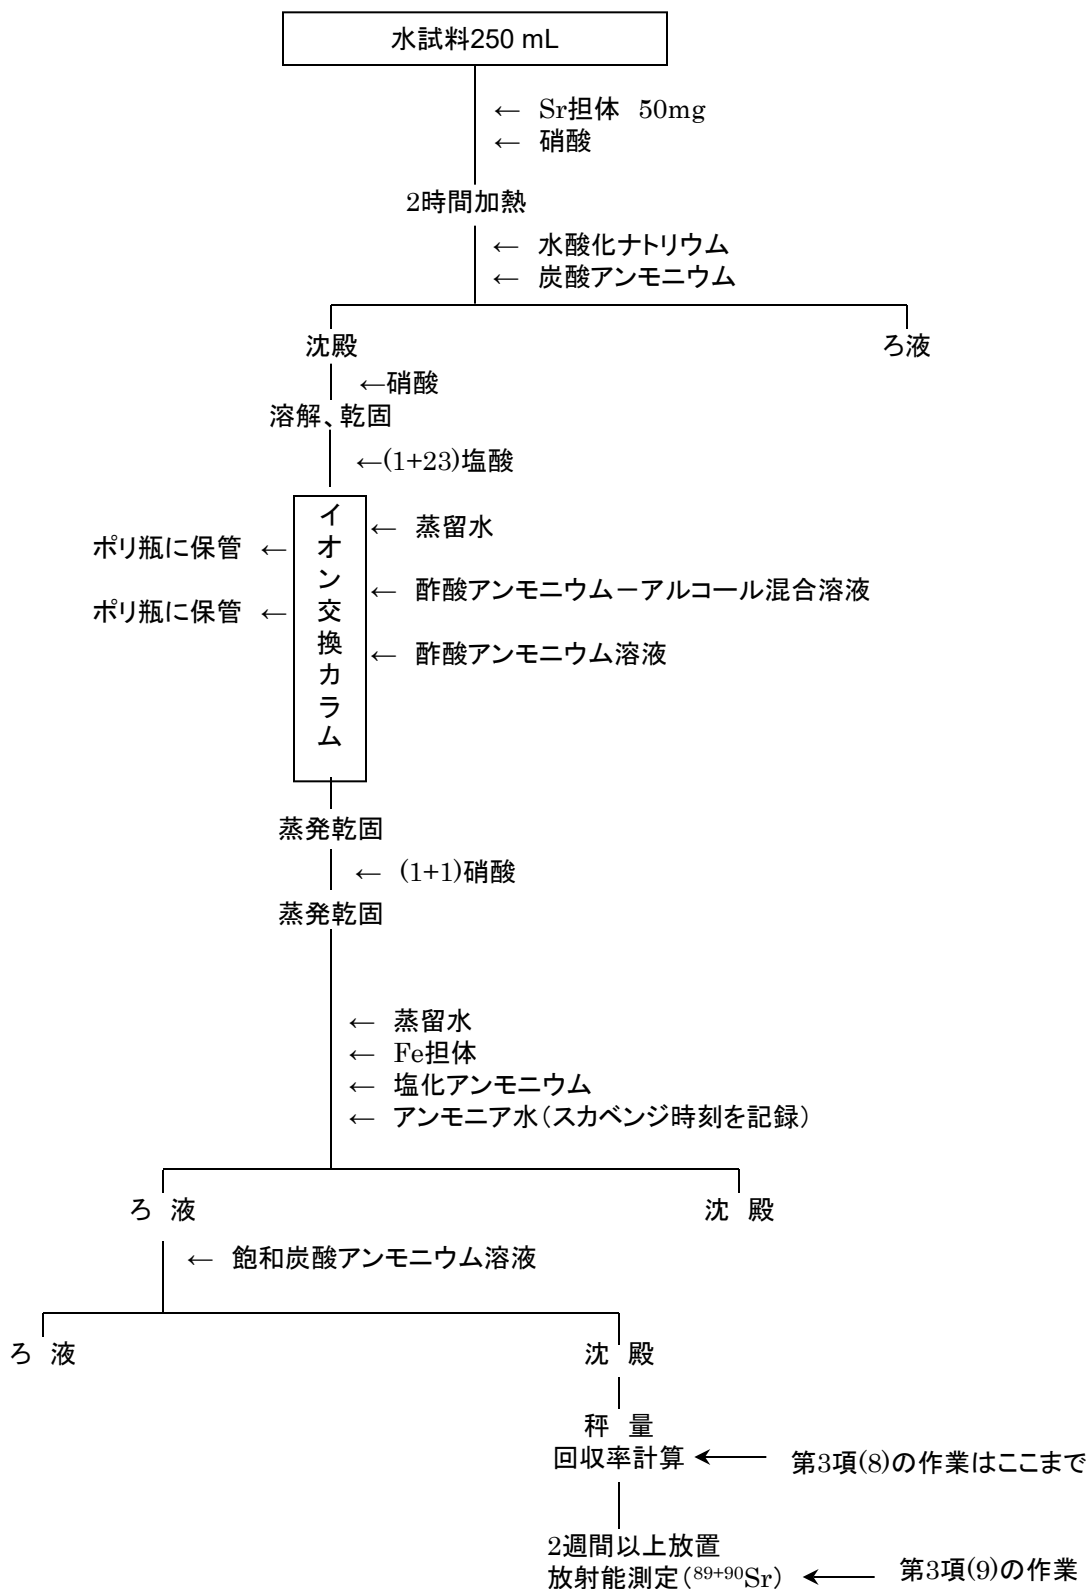 水試料250 mL
← Sr担体 50mg
← 硝酸
2時間加熱
← 水酸化ナトリウム
← 炭酸アンモニウム
沈殿
ろ液
←硝酸
溶解、乾固
←(1+23)塩酸
イオン交換カラム
← 蒸留水
ポリ瓶に保管 ←
← 酢酸アンモニウム－アルコール混合溶液
ポリ瓶に保管 ←
← 酢酸アンモニウム溶液
蒸発乾固
← (1+1)硝酸
蒸発乾固
← 蒸留水
← Fe担体
← 塩化アンモニウム
← アンモニア水（スカベンジ時刻を記録）
ろ 液
沈 殿
← 飽和炭酸アンモニウム溶液
ろ 液
沈 殿
秤 量
回収率計算
第3項(8)の作業はここまで
2週間以上放置
放射能測定（89+90Sr）
第3項(9)の作業